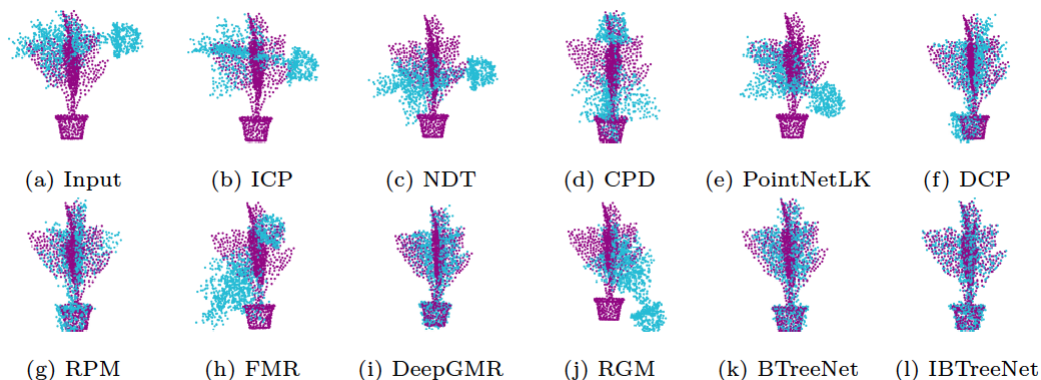 (a) Input (b) ICP (c) NDT (d) CPD (e) PointNetLK (f) DCP
(g) RPM (h) FMR (i) DeepGMR (j) RGM (k) BTreeNet (l) IBTreeNet